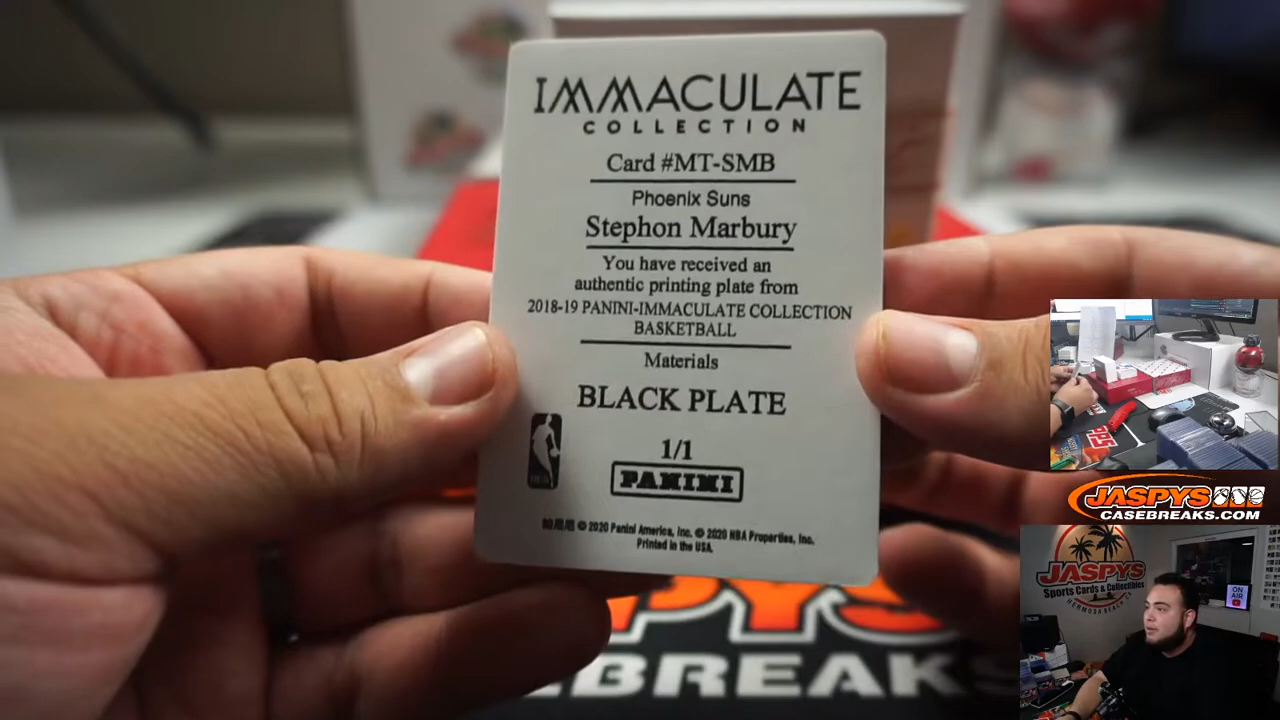 IMMACULATE
COLLECTION
Card #MT-SMB
Phoenix Suns
Stephon Marbury
You have received an
authentic printing plate from
2018-19 PANINI-IMMACULATE COLLECTION
BASKETBALL
Materials
BLACK PLATE
1/1
PANINI
© 2020 Panini America, Inc. © 2020 NBA Properties, Inc.
Printed in the USA.
BREAKS
JASPYS
CASEBREAKS.COM
JASPYS
Sports Cards & Collectibles
HERMOSA BEACH, CA
ON
AIR